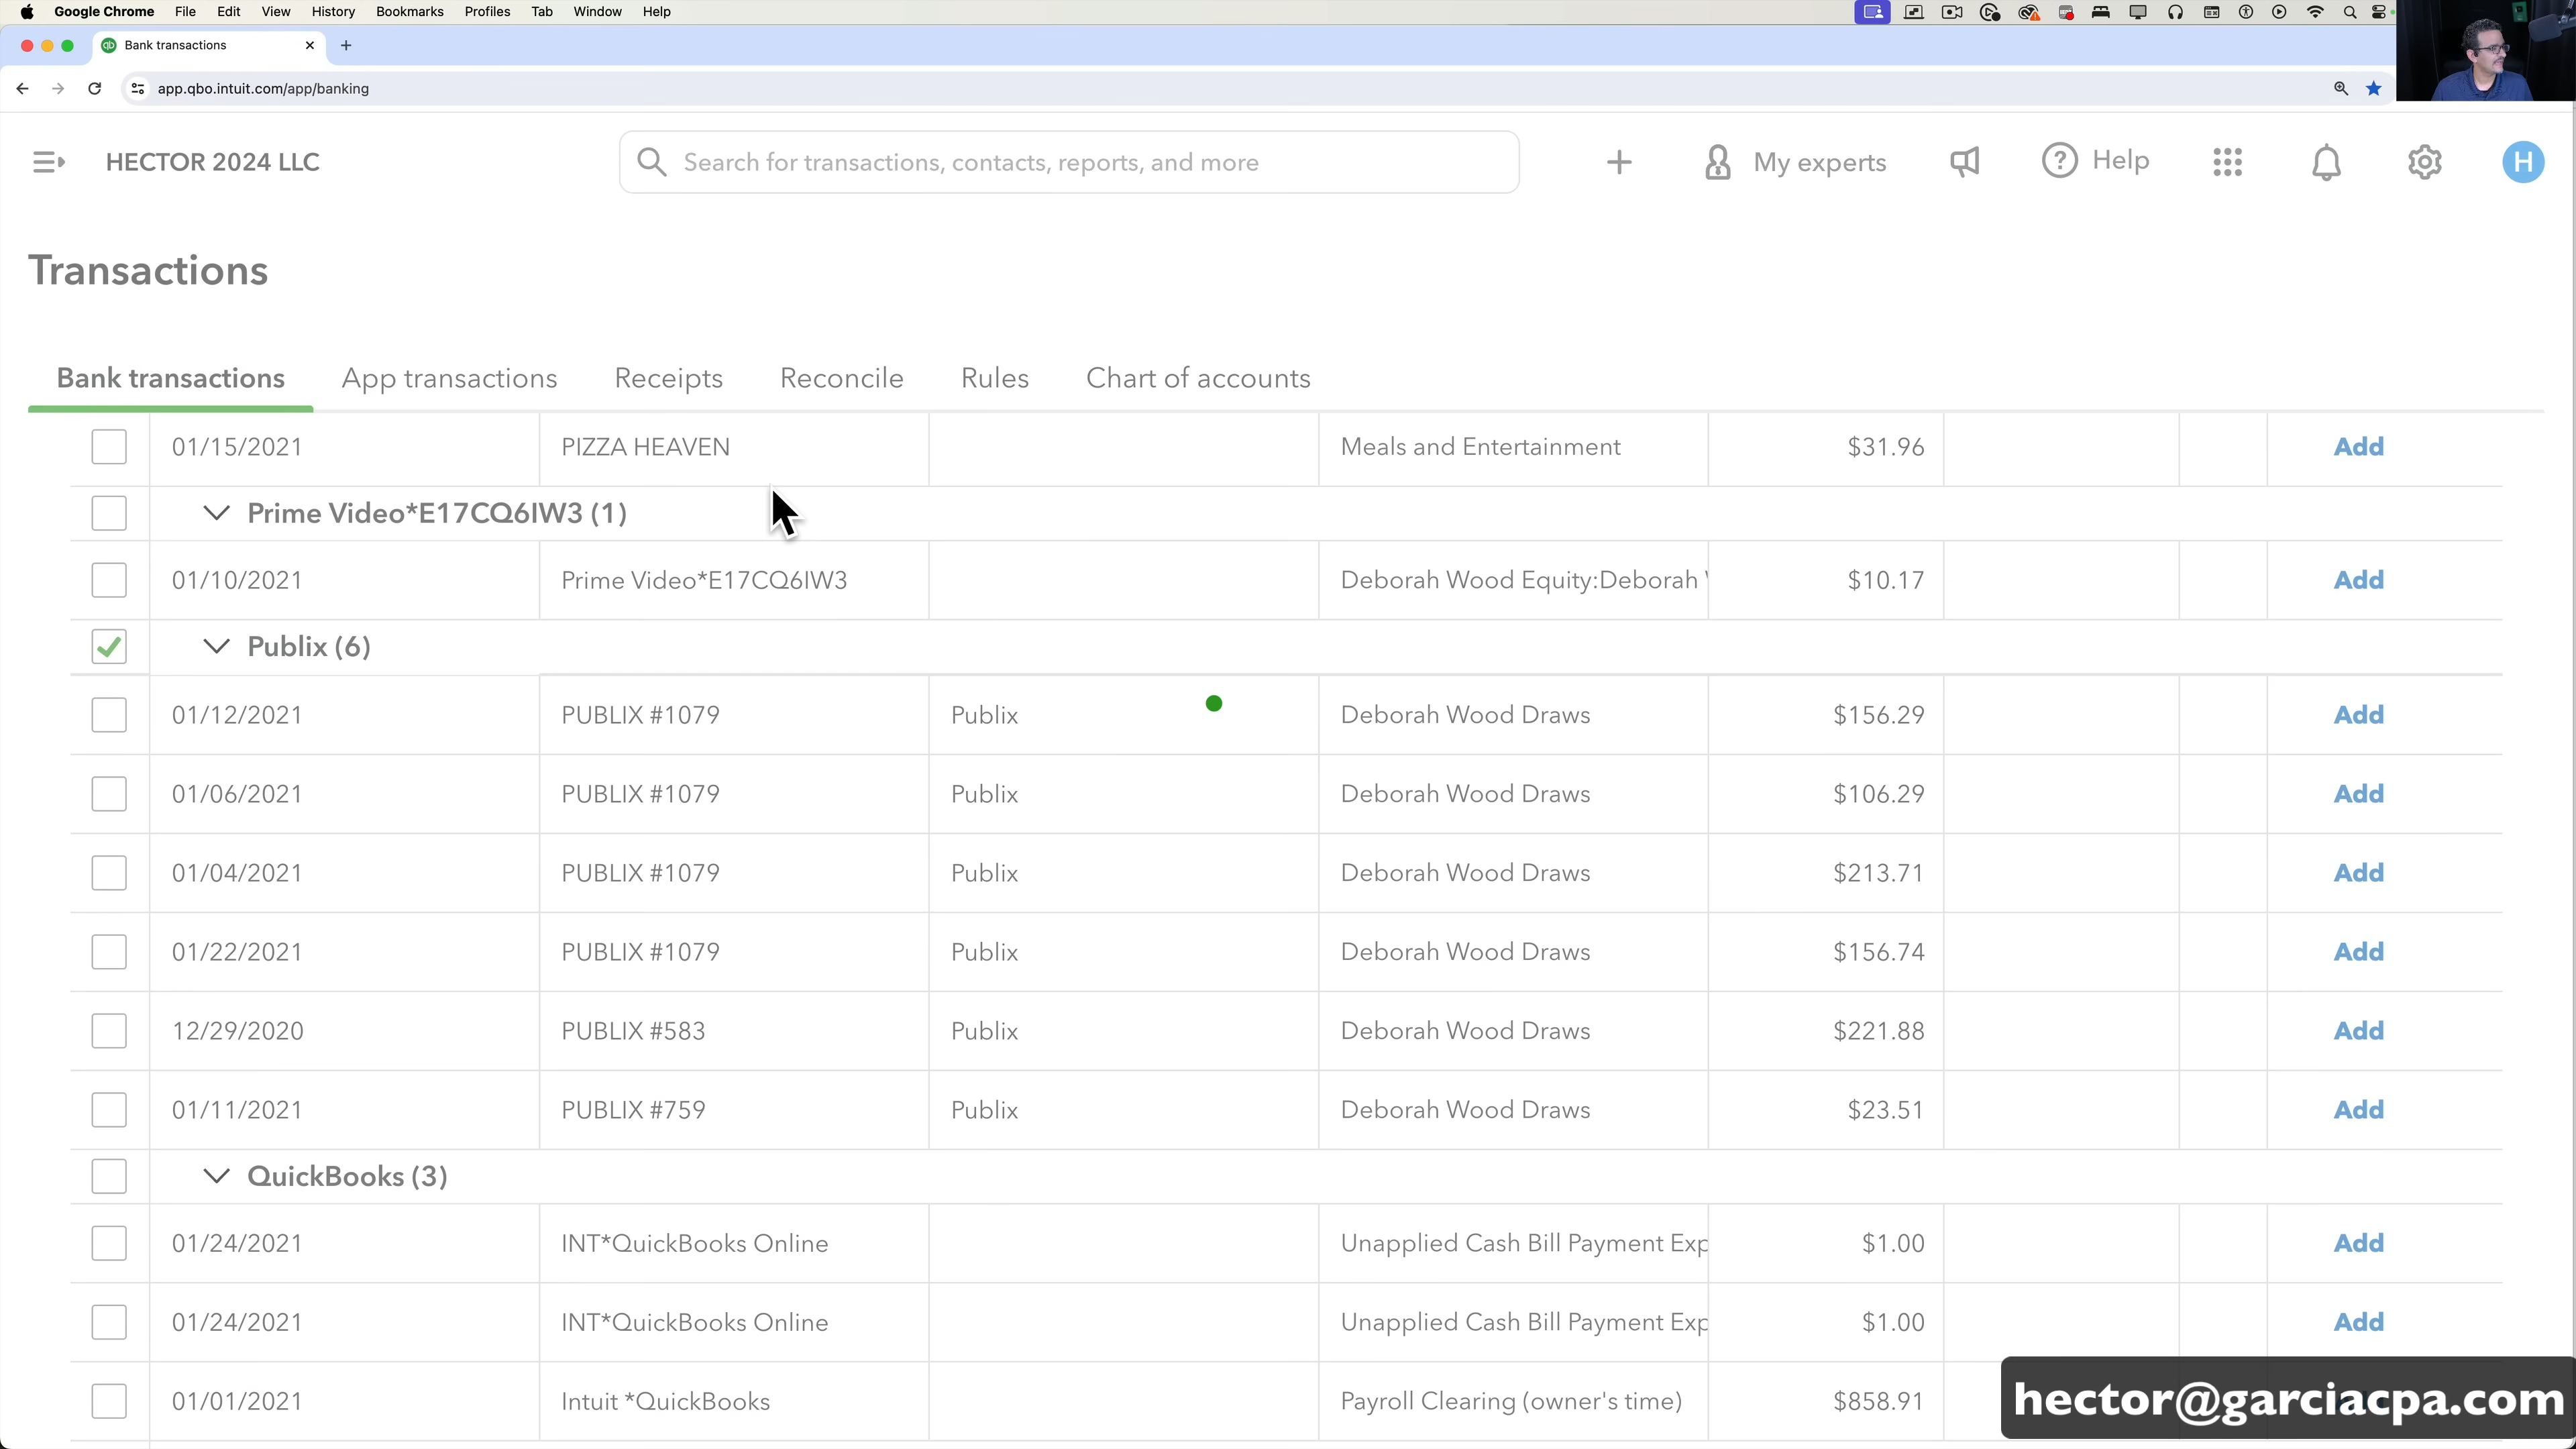 Google Chrome File Edit View History Bookmarks Profiles Tab Window Help
qb Bank transactions
app.qbo.intuit.com/app/banking
HECTOR 2024 LLC Search for transactions, contacts, reports, and more My experts Help H
Transactions
Bank transactions App transactions Receipts Reconcile Rules Chart of accounts
01/15/2021 PIZZA HEAVEN Meals and Entertainment $31.96 Add
Prime Video*E17CQ6IW3 (1)
01/10/2021 Prime Video*E17CQ6IW3 Deborah Wood Equity:Deborah $10.17 Add
Publix (6)
01/12/2021 PUBLIX #1079 Publix Deborah Wood Draws $156.29 Add
01/06/2021 PUBLIX #1079 Publix Deborah Wood Draws $106.29 Add
01/04/2021 PUBLIX #1079 Publix Deborah Wood Draws $213.71 Add
01/22/2021 PUBLIX #1079 Publix Deborah Wood Draws $156.74 Add
12/29/2020 PUBLIX #583 Publix Deborah Wood Draws $221.88 Add
01/11/2021 PUBLIX #759 Publix Deborah Wood Draws $23.51 Add
QuickBooks (3)
01/24/2021 INT*QuickBooks Online Unapplied Cash Bill Payment Exp $1.00 Add
01/24/2021 INT*QuickBooks Online Unapplied Cash Bill Payment Exp $1.00 Add
01/01/2021 Intuit *QuickBooks Payroll Clearing (owner's time) $858.91
hector@garciacpa.com